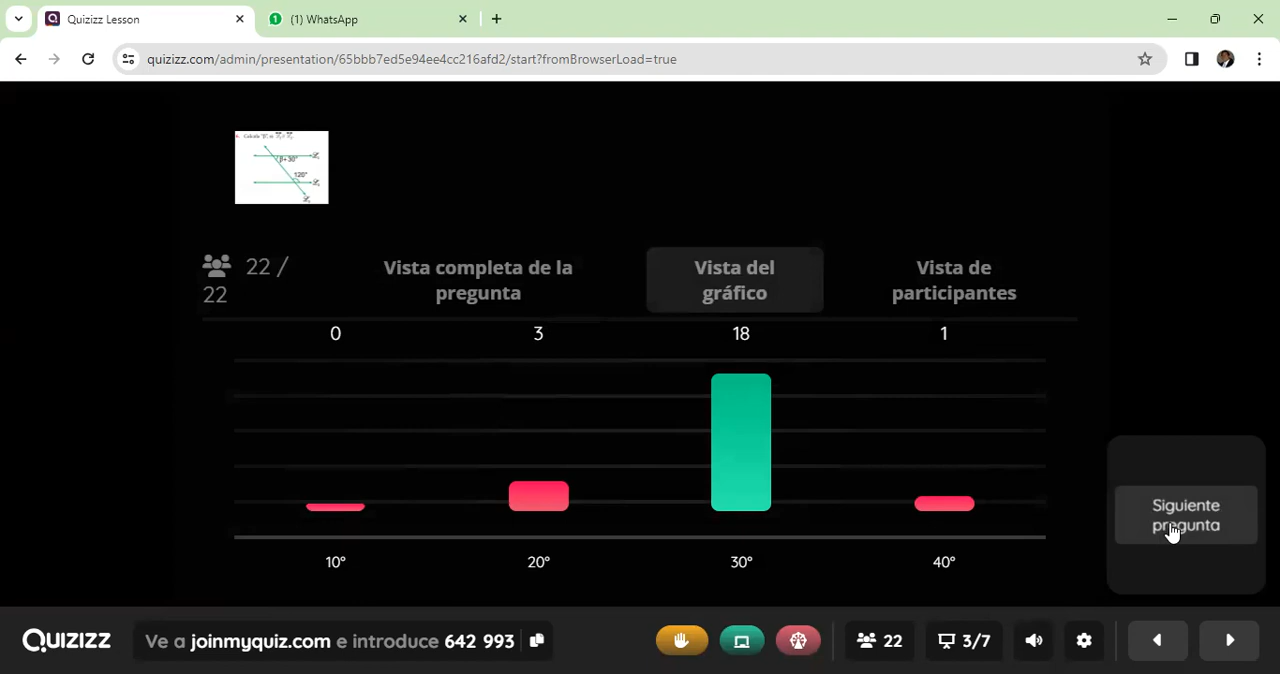 Quizizz Lesson
(1) WhatsApp
quizizz.com/admin/presentation/65bbb7ed5e94ee4cc216afd2/start?fromBrowserLoad=true
β+30°
120°
22 /
22
Vista completa de la
pregunta
Vista del
gráfico
Vista de
participantes
0 3 18 1
10° 20° 30° 40°
Siguiente
pregunta
QUIZIZZ
Ve a joinmyquiz.com e introduce 642 993
22
3/7